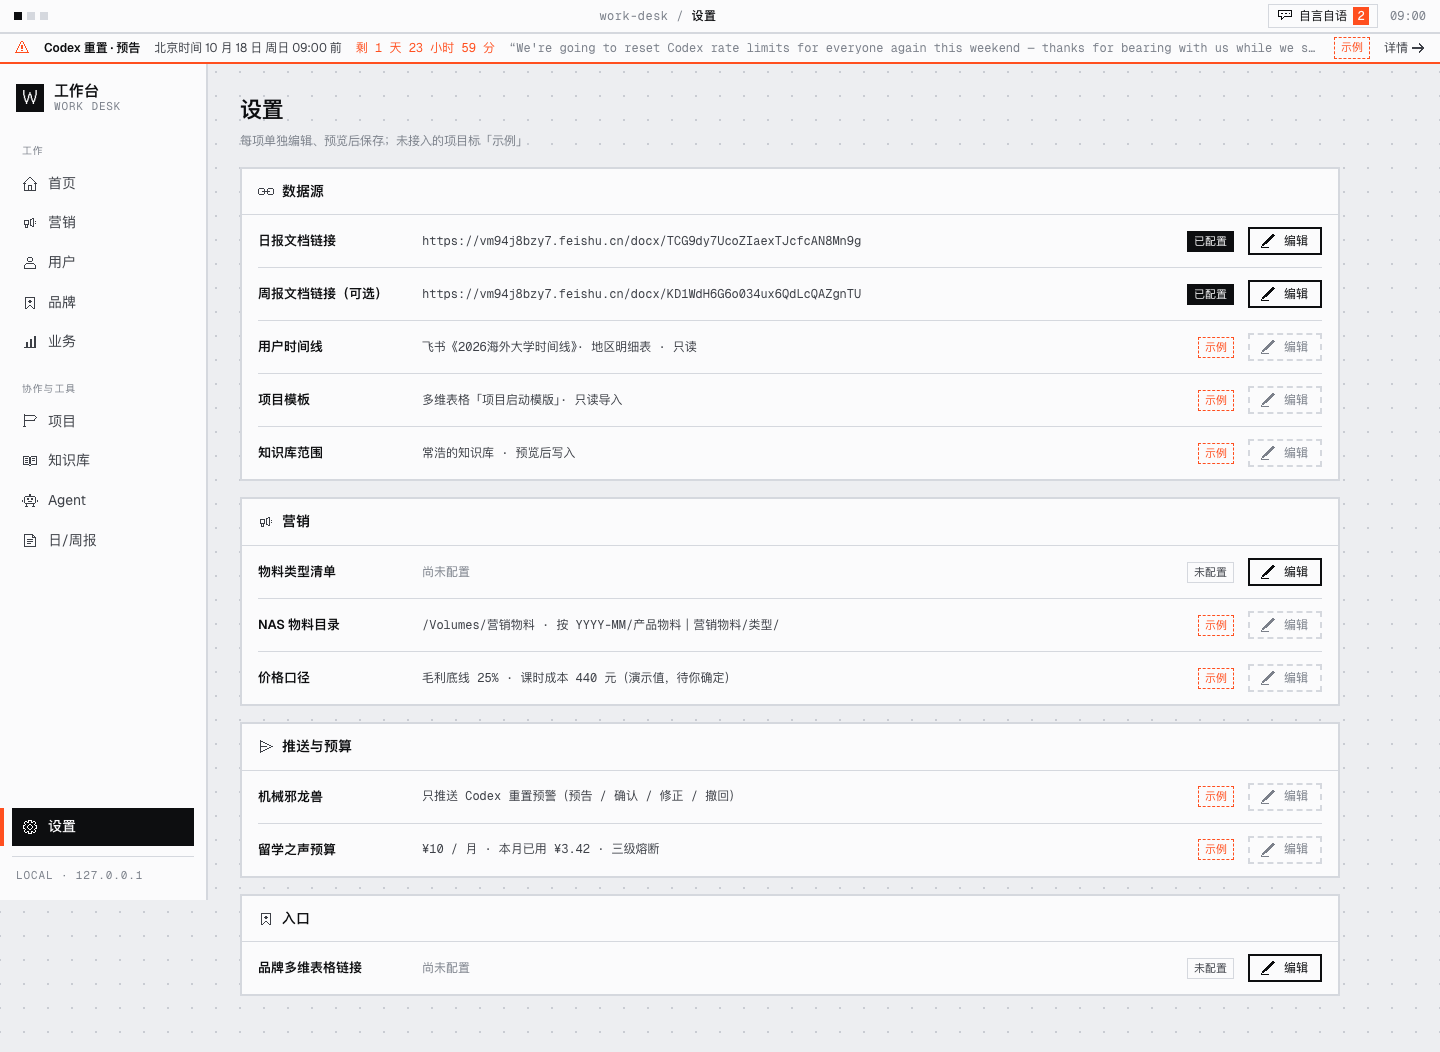 work-desk / 设置
自言自语 2
09:00
Codex 重置 · 预告 北京时间 10 月 18 日 周日 09:00 前 剩 1 天 23 小时 59 分 “We're going to reset Codex rate limits for everyone again this weekend — thanks for bearing with us while we s… 示例 详情
W
工作台
WORK DESK
工作
首页
营销
用户
品牌
业务
协作与工具
项目
知识库
Agent
日/周报
设置
LOCAL · 127.0.0.1
设置
每项单独编辑、预览后保存；未接入的项目标「示例」.
数据源
日报文档链接 https://vm94j8bzy7.feishu.cn/docx/TCG9dy7UcoZIaexTJcfcAN8Mn9g 已配置 编辑
周报文档链接（可选） https://vm94j8bzy7.feishu.cn/docx/KD1WdH6G6o034ux6QdLcQAZgnTU 已配置 编辑
用户时间线 飞书《2026海外大学时间线》· 地区明细表 · 只读 示例 编辑
项目模板 多维表格「项目启动模版」· 只读导入 示例 编辑
知识库范围 常浩的知识库 · 预览后写入 示例 编辑
营销
物料类型清单 尚未配置 未配置 编辑
NAS 物料目录 /Volumes/营销物料 · 按 YYYY-MM/产品物料｜营销物料/类型/ 示例 编辑
价格口径 毛利底线 25% · 课时成本 440 元（演示值，待你确定） 示例 编辑
推送与预算
机械邪龙兽 只推送 Codex 重置预警（预告 / 确认 / 修正 / 撤回） 示例 编辑
留学之声预算 ¥10 / 月 · 本月已用 ¥3.42 · 三级熔断 示例 编辑
入口
品牌多维表格链接 尚未配置 未配置 编辑